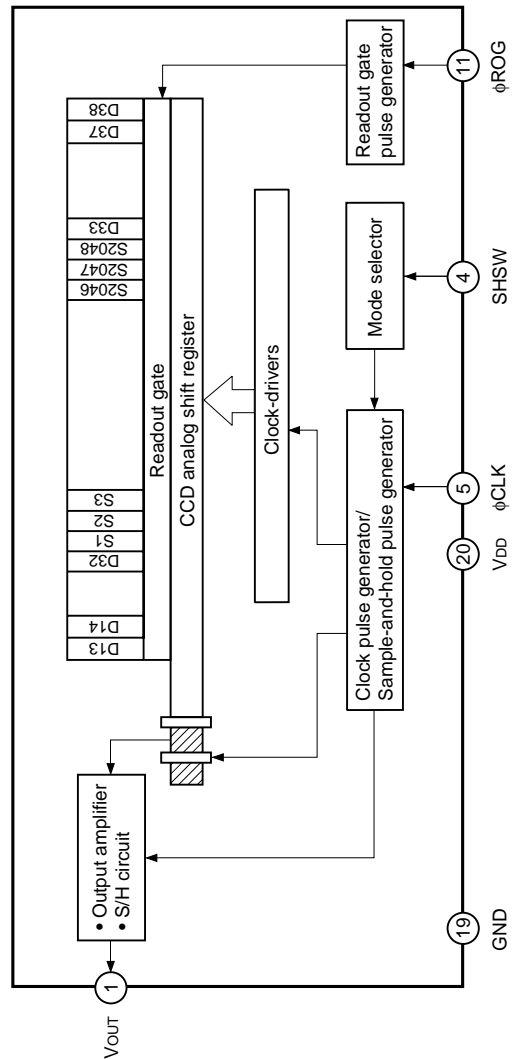 D13
D14
D32
S1
S2
S3
S2046
S2047
S2048
D33
D37
D38
Readout gate
CCD analog shift register
Clock-drivers
• Output amplifier
• S/H circuit
Clock pulse generator/
Sample-and-hold pulse generator
Mode selector
Readout gate
pulse generator
1
VOUT
19
GND
20
VDD
5
ϕCLK
4
SHSW
11
ϕROG